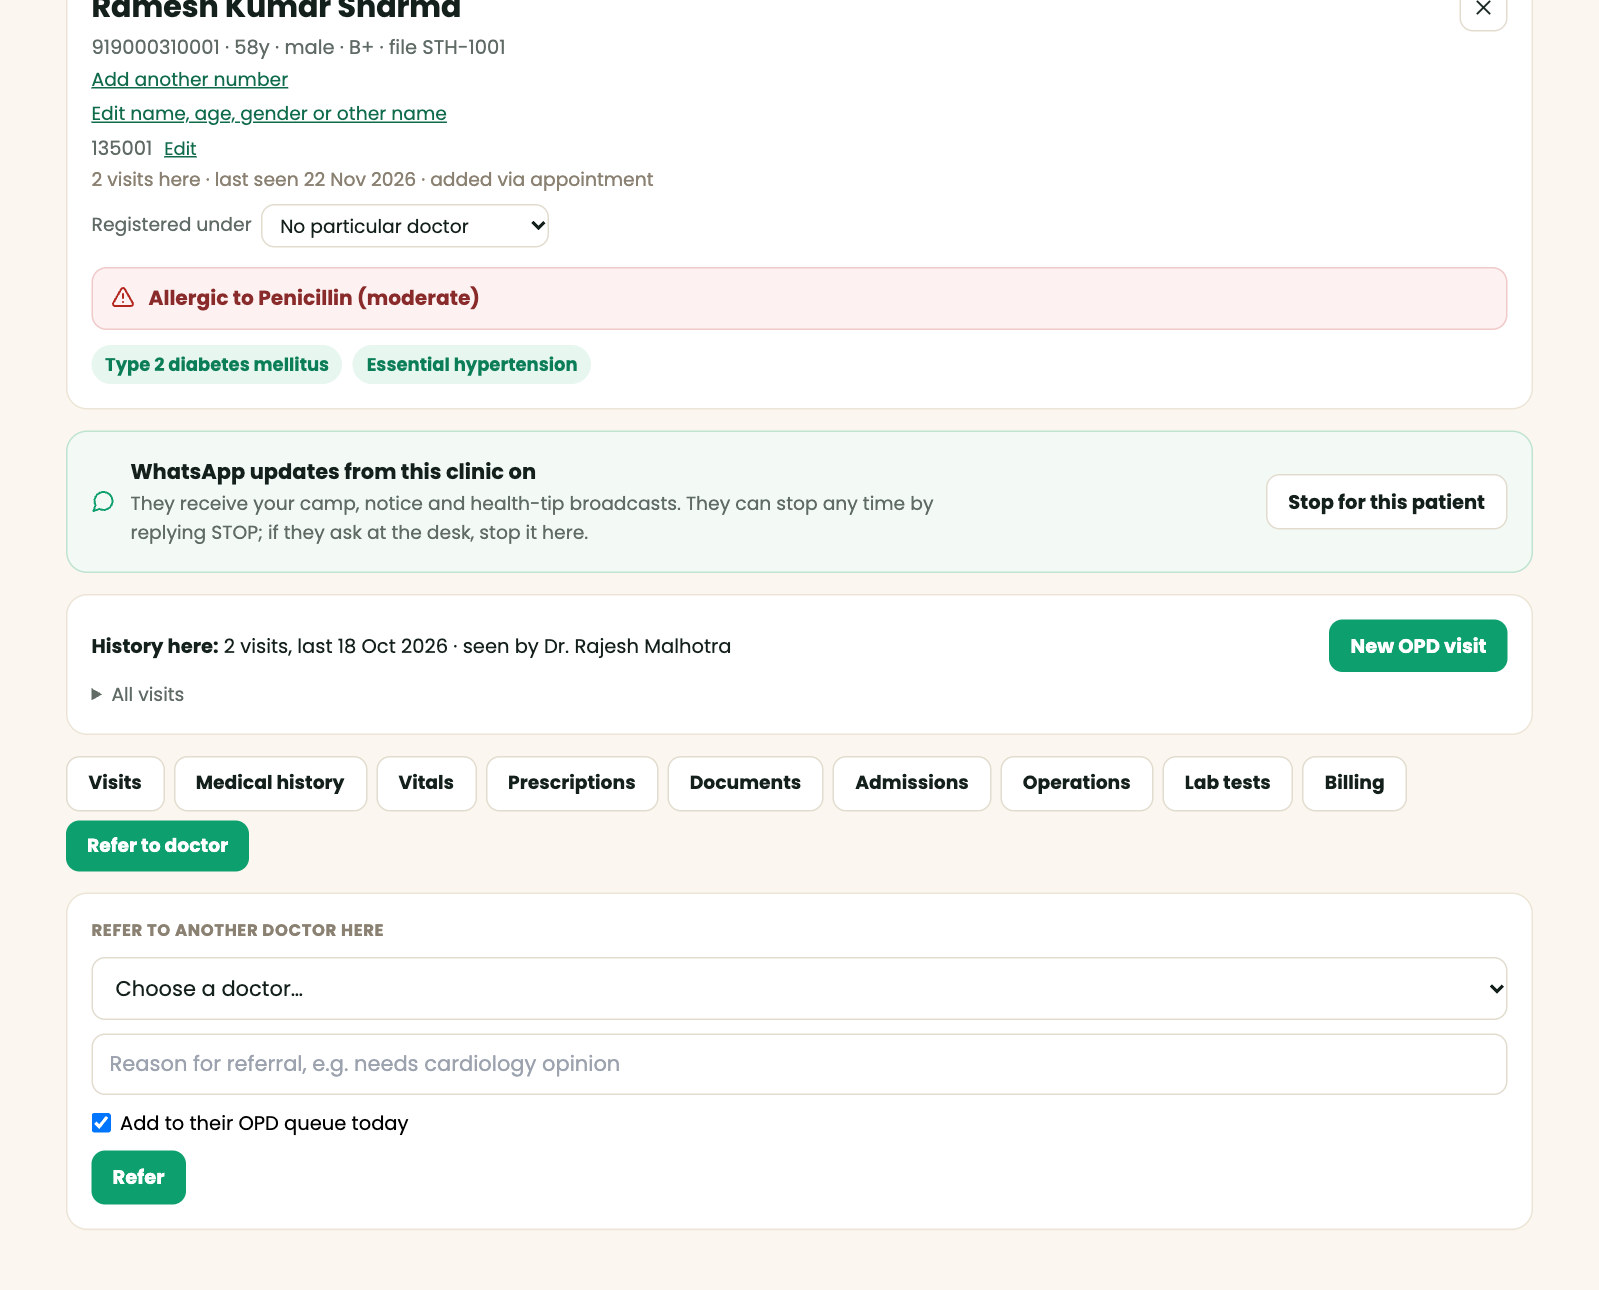 Ramesh Kumar Sharma
919000310001 · 58y · male · B+ · file STH-1001
Add another number
Edit name, age, gender or other name
135001 Edit
2 visits here · last seen 22 Nov 2026 · added via appointment
Registered under No particular doctor
Allergic to Penicillin (moderate)
Type 2 diabetes mellitus Essential hypertension
WhatsApp updates from this clinic on
They receive your camp, notice and health-tip broadcasts. They can stop any time by
replying STOP; if they ask at the desk, stop it here.
Stop for this patient
History here: 2 visits, last 18 Oct 2026 · seen by Dr. Rajesh Malhotra
New OPD visit
All visits
Visits Medical history Vitals Prescriptions Documents Admissions Operations Lab tests Billing
Refer to doctor
REFER TO ANOTHER DOCTOR HERE
Choose a doctor...
Reason for referral, e.g. needs cardiology opinion
Add to their OPD queue today
Refer